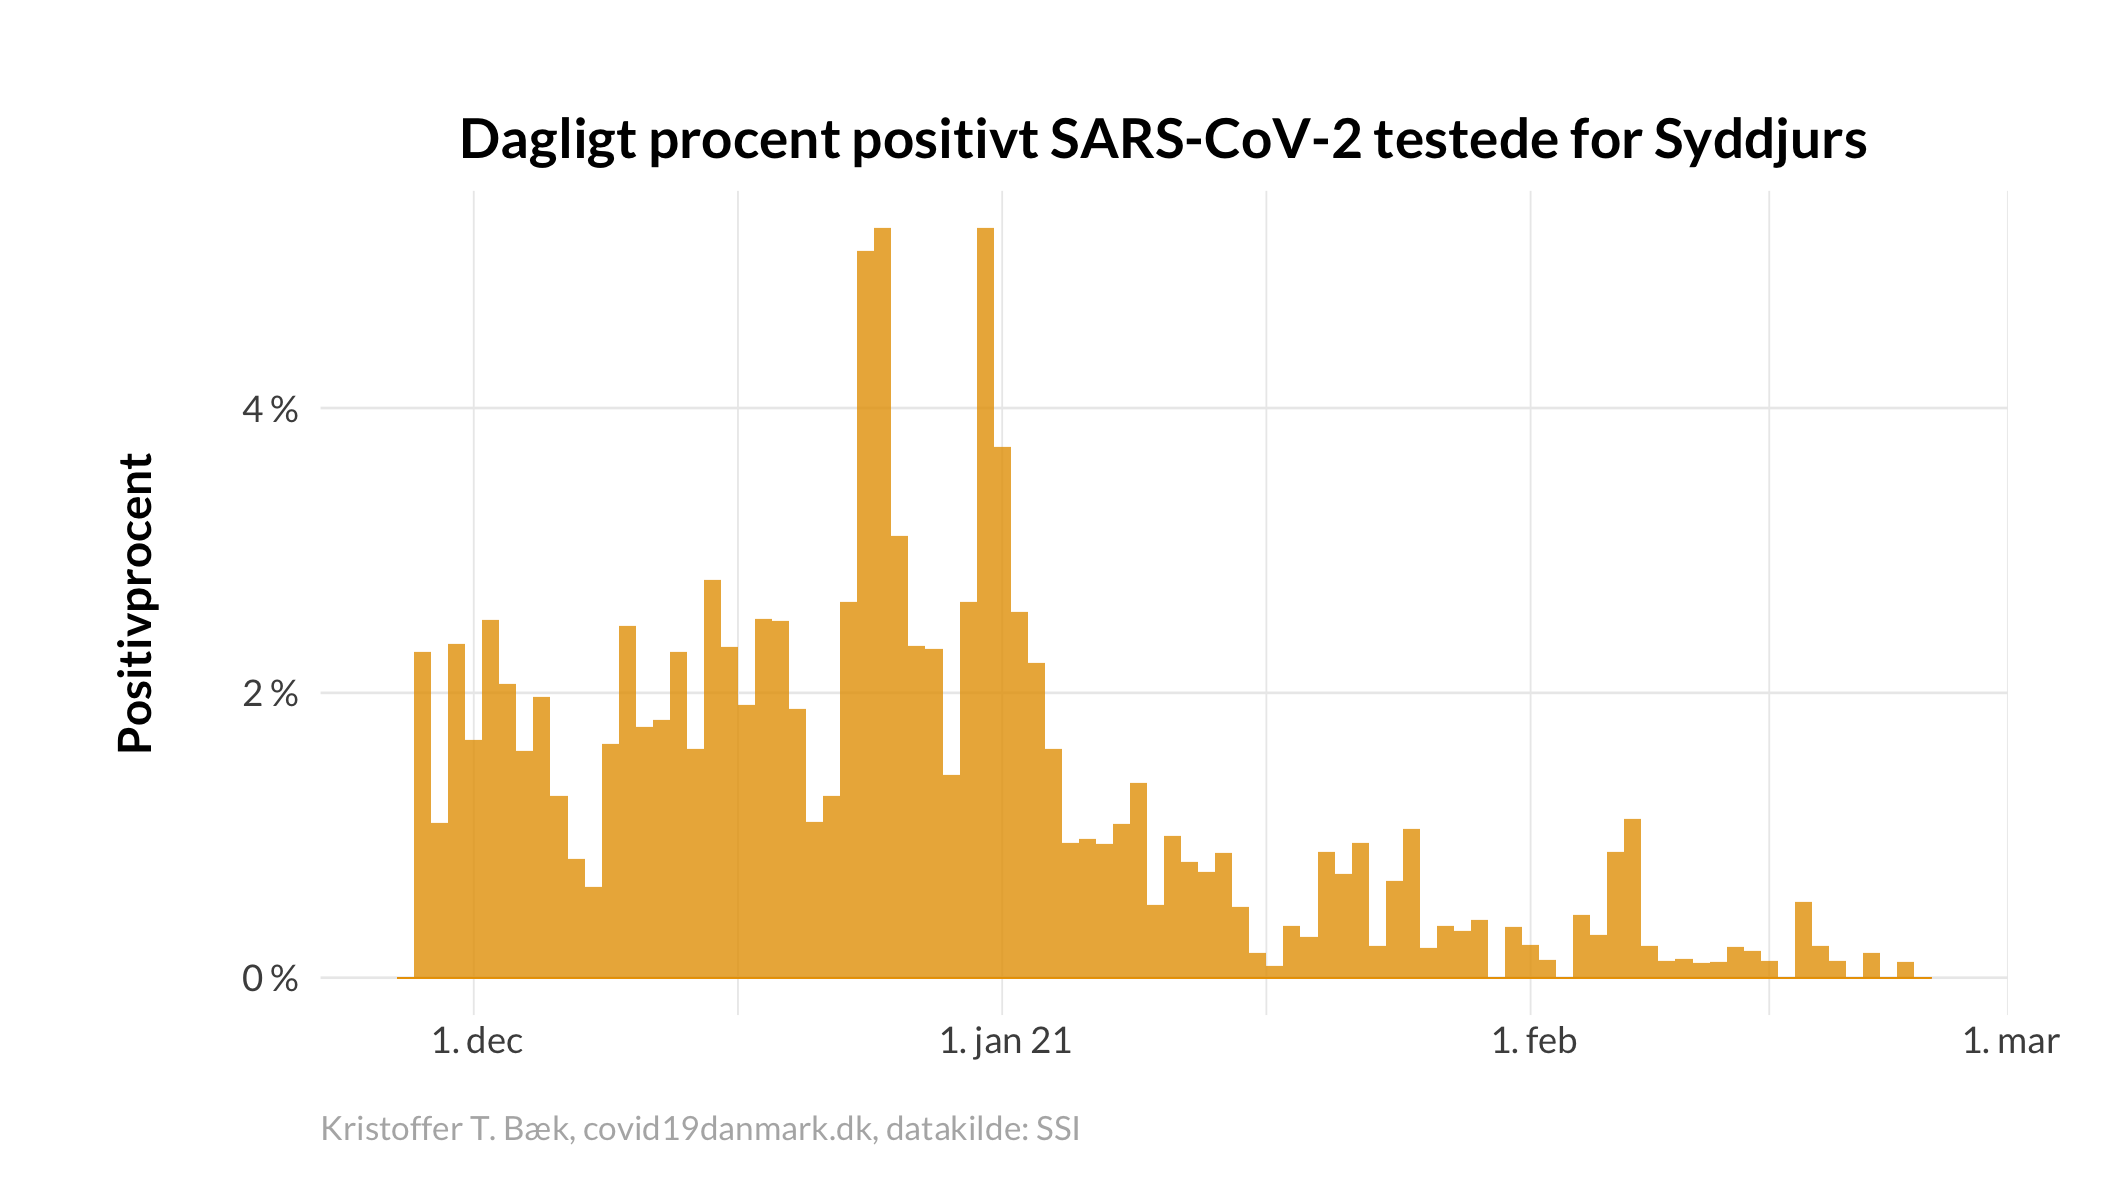 Dagligt procent positivt SARS-CoV-2 testede for Syddjurs
Positivprocent
4 %
2 %
0 %
1. dec
1. jan 21
1. feb
1. mar
Kristoffer T. Bæk, covid19danmark.dk, datakilde: SSI